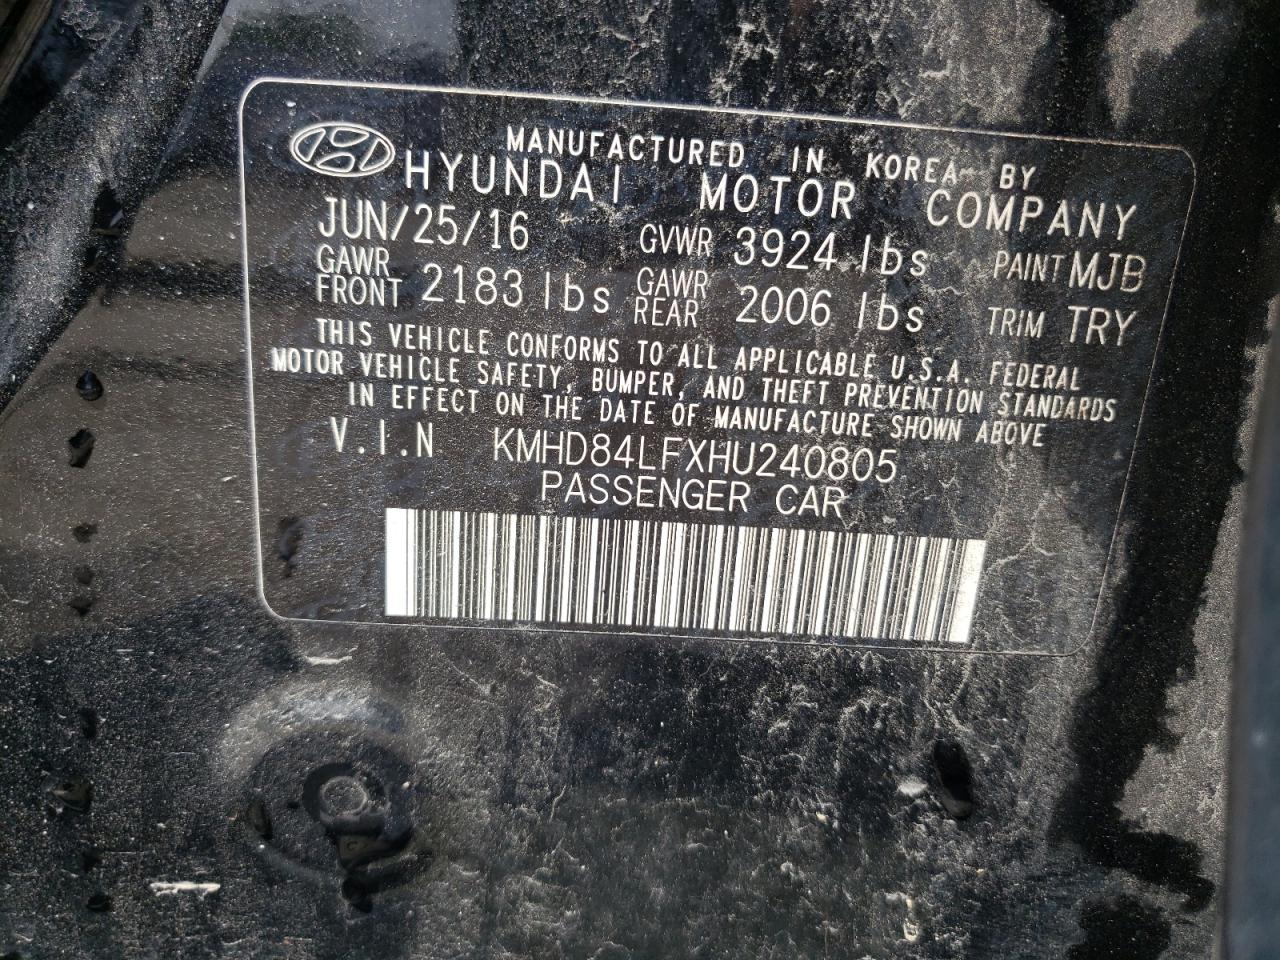 MANUFACTURED IN KOREA BY
HYUNDAI MOTOR COMPANY
JUN/25/16 GVWR 3924 lbs PAINT MJB
GAWR FRONT 2183 lbs GAWR REAR 2006 lbs TRIM TRY
THIS VEHICLE CONFORMS TO ALL APPLICABLE U.S.A. FEDERAL
MOTOR VEHICLE SAFETY, BUMPER, AND THEFT PREVENTION STANDARDS
IN EFFECT ON THE DATE OF MANUFACTURE SHOWN ABOVE
V.I.N KMHD84LFXHU240805
PASSENGER CAR